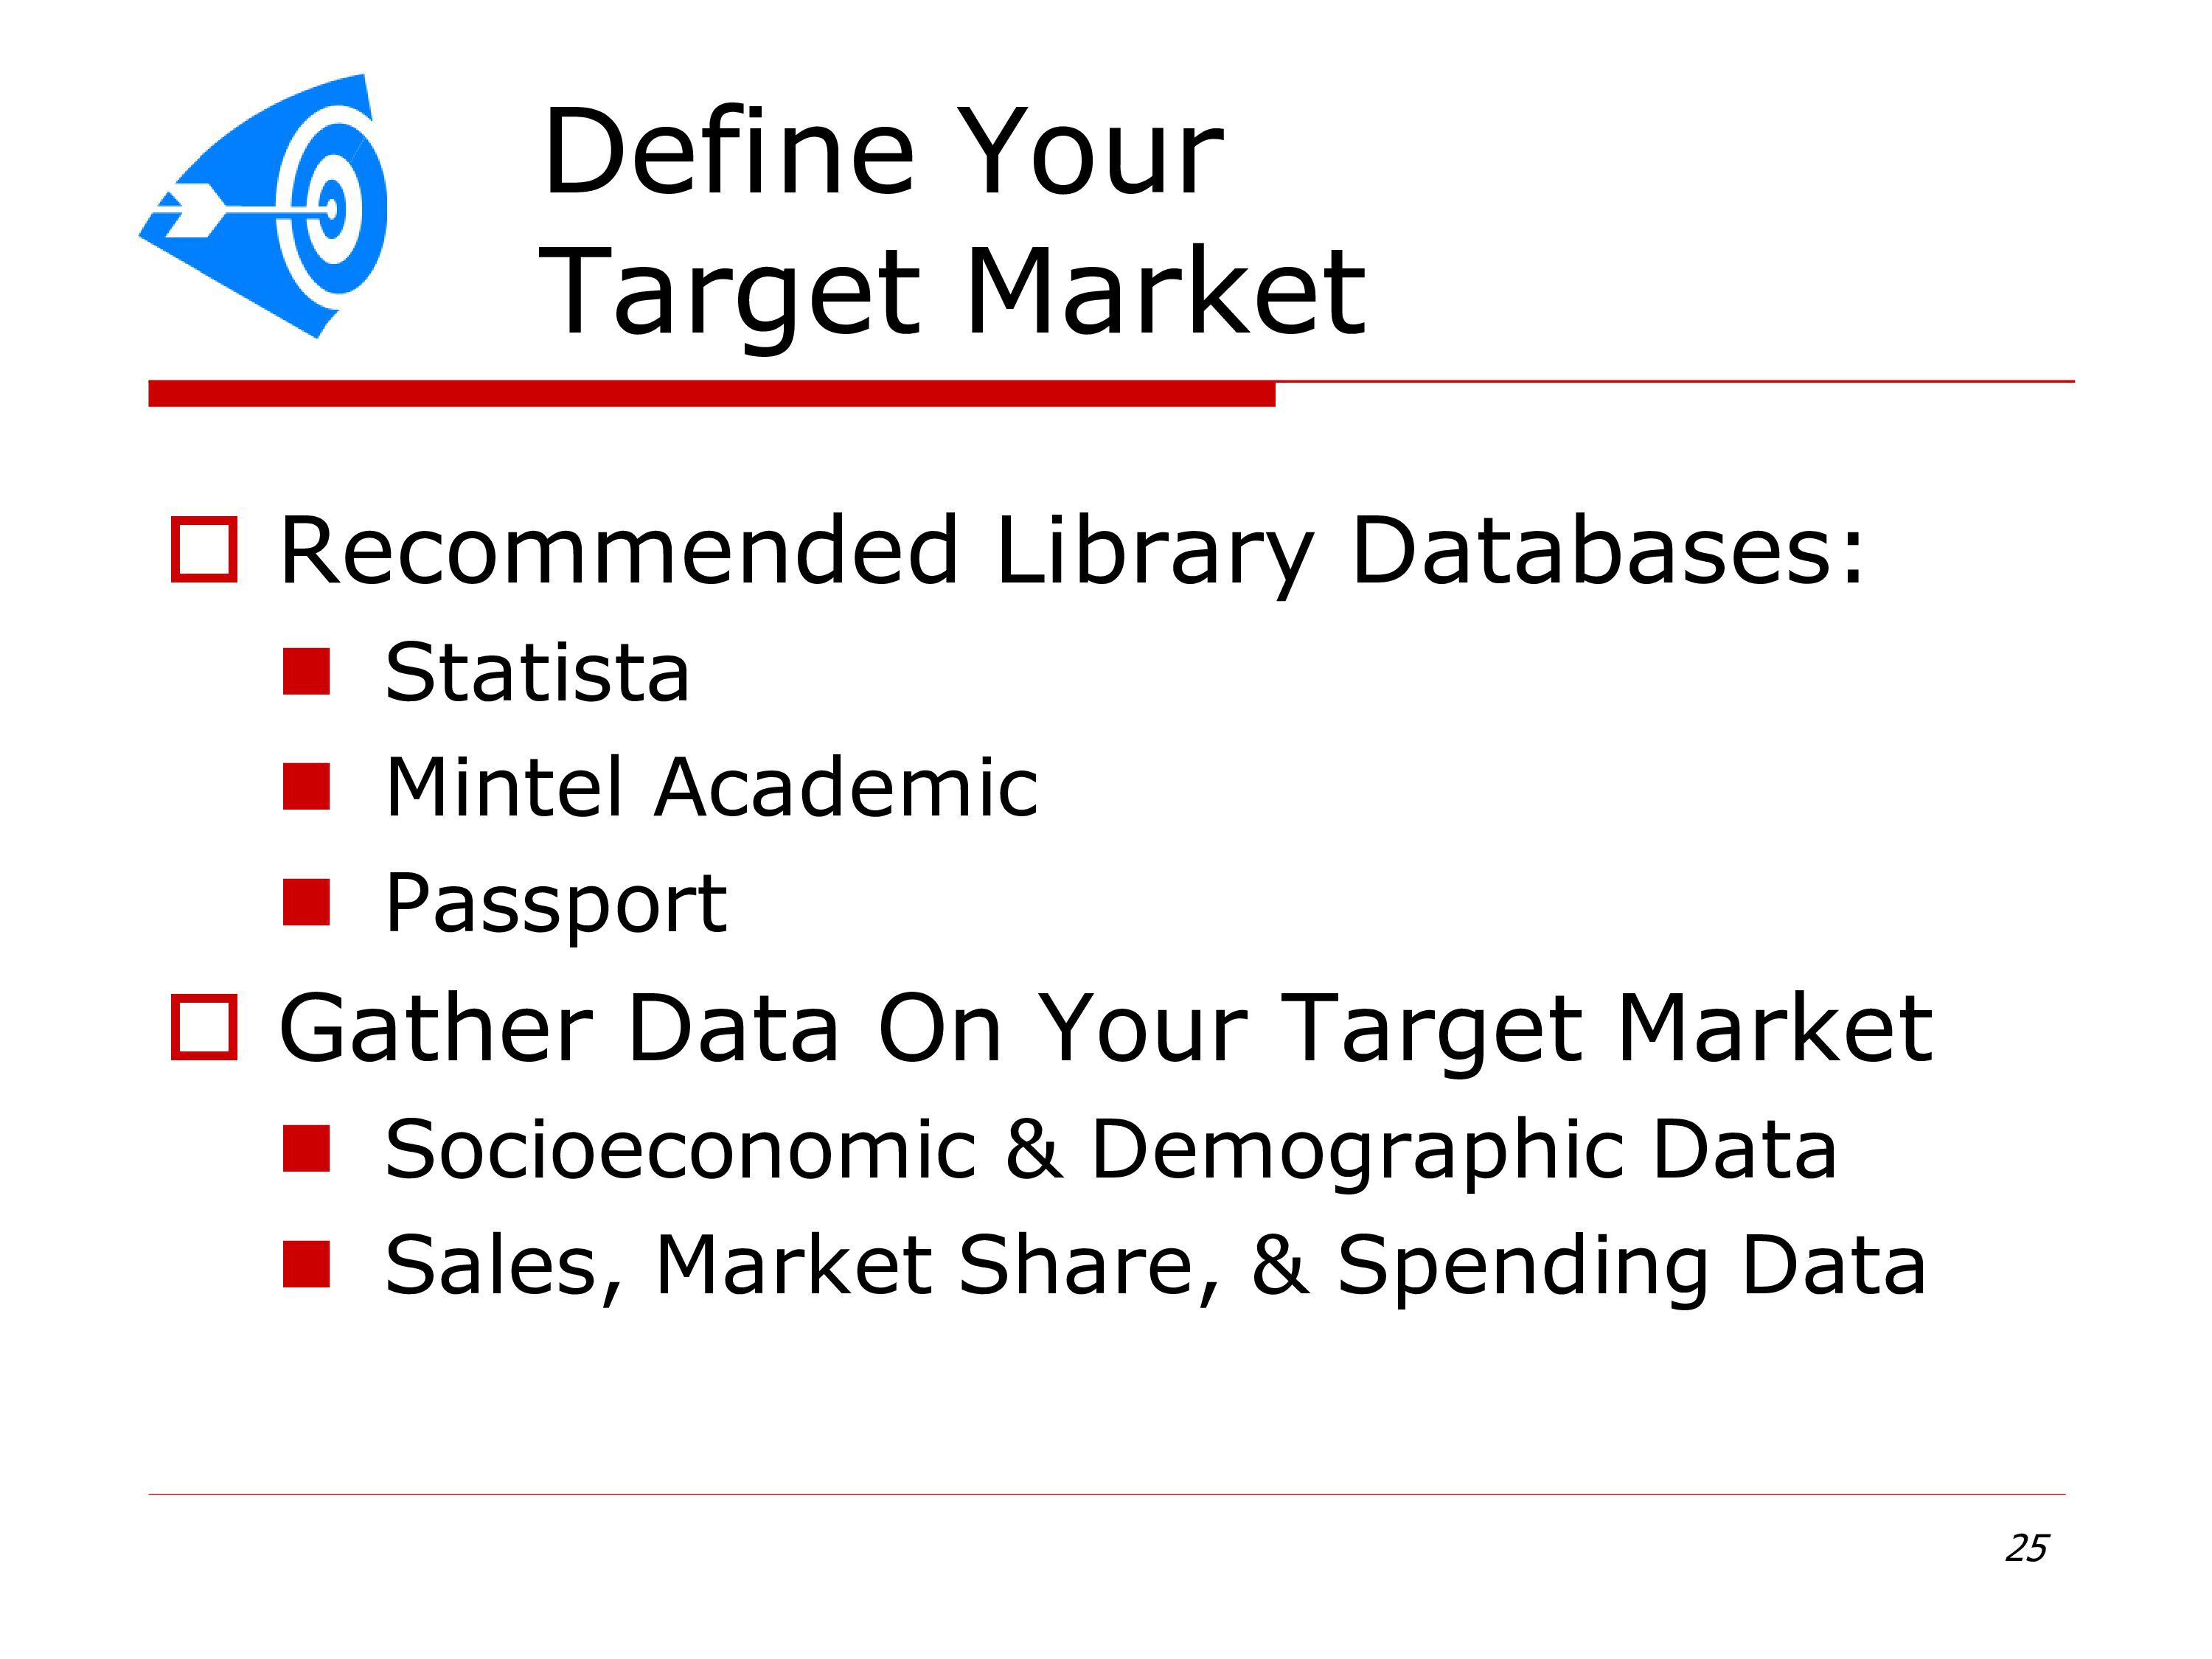 Define Your
Target Market
Recommended Library Databases:
Statista
Mintel Academic
Passport
Gather Data On Your Target Market
Socioeconomic & Demographic Data
Sales, Market Share, & Spending Data
25